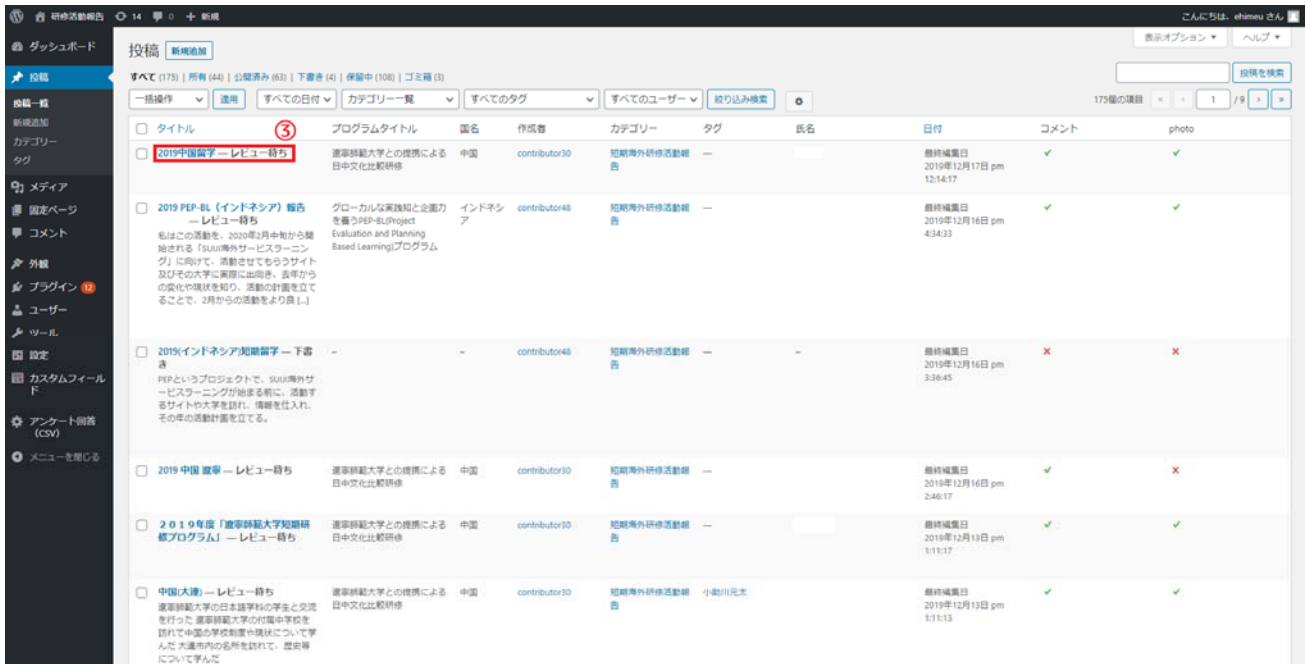 研修活動報告 14 0 新規 こんにちは、ehimeu さん
ダッシュボード
投稿
投稿一覧
新規追加
カテゴリー
タグ
メディア
固定ページ
コメント
外観
プラグイン 12
ユーザー
ツール
設定
カスタムフィール
ド
アンケート回答
(CSV)
メニューを閉じる
表示オプション ▼ ヘルプ ▼
投稿 新規追加
すべて (175) | 所有 (44) | 公開済み (63) | 下書き (4) | 保留中 (108) | ゴミ箱 (3)
投稿を検索
一括操作 適用 すべての日付 カテゴリー一覧 すべてのタグ すべてのユーザー 絞り込み検索
175個の項目 « ‹ 1 / 9 › »
③
タイトル プログラムタイトル 国名 作成者 カテゴリー タグ 氏名 日付 コメント photo
2019中国留学 — レビュー待ち
遼寧師範大学との提携による
日中文化比較研修
中国
contributor30
短期海外研修活動報
告
—
最終編集日
2019年12月17日 pm
12:14:17
2019 PEP-BL（インドネシア）報告
— レビュー待ち
私はこの活動を、2020年2月中旬から開
始される「SUIJI海外サービスラーニン
グ」に向けて、活動させてもらうサイト
及びその大学に実際に出向き、去年から
の変化や現状を知り、活動の計画を立て
ることで、2月からの活動をより良 [...]
グローカルな実践知と企画力
を養うPEP-BL(Project
Evaluation and Planning
Based Learning)プログラム
インドネシ
ア
contributor48
短期海外研修活動報
告
—
最終編集日
2019年12月16日 pm
4:34:33
2019(インドネシア)短期留学 — 下書
き
PEPというプロジェクトで、SUIJI海外サ
ービスラーニングが始まる前に、活動す
るサイトや大学を訪れ、情報を仕入れ、
その年の活動計画を立てる。
–
–
contributor48
短期海外研修活動報
告
—
–
最終編集日
2019年12月16日 pm
3:36:45
2019 中国 遼寧 — レビュー待ち
遼寧師範大学との提携による
日中文化比較研修
中国
contributor30
短期海外研修活動報
告
—
最終編集日
2019年12月16日 pm
2:46:17
２０１９年度「遼寧師範大学短期研
修プログラム」 — レビュー待ち
遼寧師範大学との提携による
日中文化比較研修
中国
contributor30
短期海外研修活動報
告
—
最終編集日
2019年12月13日 pm
1:11:17
中国(大連) — レビュー待ち
遼寧師範大学の日本語学科の学生と交流
を行った 遼寧師範大学の付属中学校を
訪れて中国の学校制度や現状について学
んだ 大連市内の名所を訪れて、歴史等
について学んだ
遼寧師範大学との提携による
日中文化比較研修
中国
contributor30
短期海外研修活動報
告
小助川元太
最終編集日
2019年12月13日 pm
1:11:13